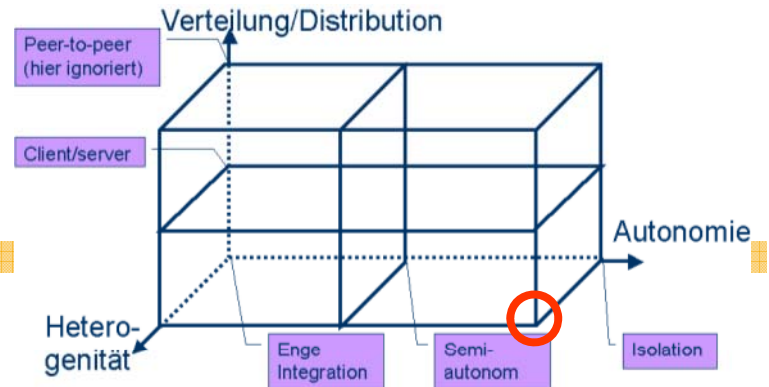 Verteilung/Distribution
Peer-to-peer
(hier ignoriert)
Client/server
Autonomie
Hetero-
genität
Enge
Integration
Semi-
autonom
Isolation